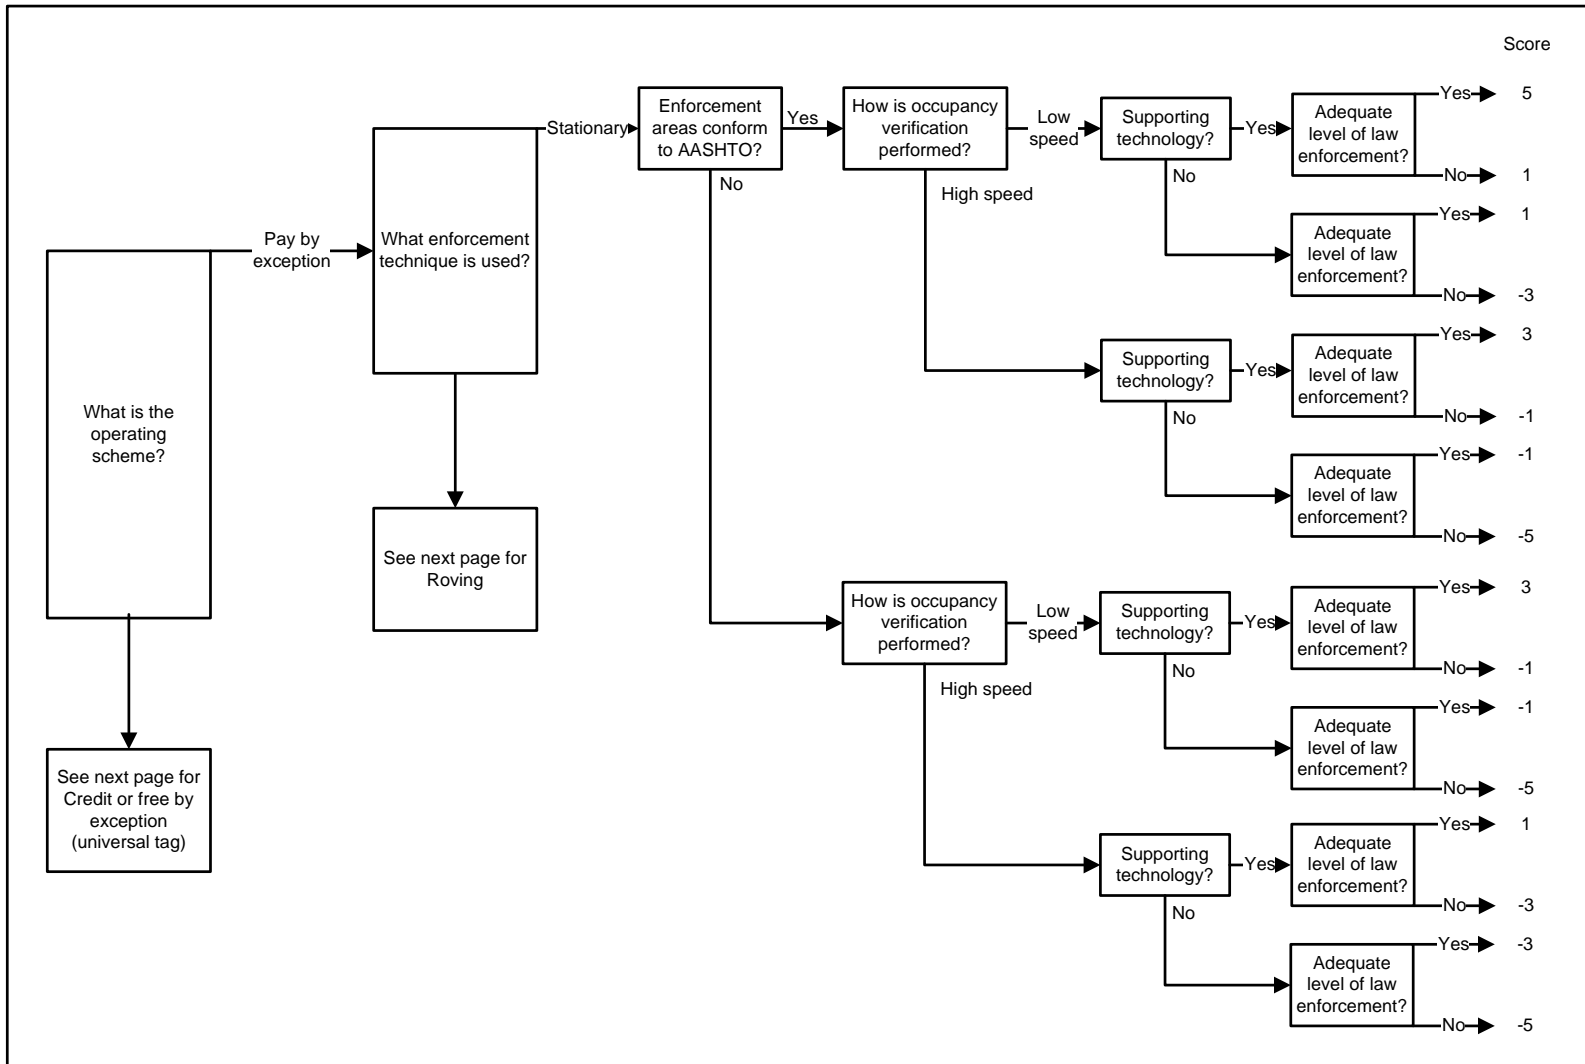 Score
What is the
operating
scheme?
Pay by
exception
See next page for
Credit or free by
exception
(universal tag)
What enforcement
technique is used?
Stationary
See next page for
Roving
Enforcement
areas conform
to AASHTO?
Yes
No
How is occupancy
verification
performed?
Low
speed
High speed
Supporting
technology?
Yes
No
Adequate
level of law
enforcement?
Yes 5
No 1
Adequate
level of law
enforcement?
Yes 1
No -3
Supporting
technology?
Yes
No
Adequate
level of law
enforcement?
Yes 3
No -1
Adequate
level of law
enforcement?
Yes -1
No -5
How is occupancy
verification
performed?
Low
speed
High speed
Supporting
technology?
Yes
No
Adequate
level of law
enforcement?
Yes 3
No -1
Adequate
level of law
enforcement?
Yes -1
No -5
Supporting
technology?
Yes
No
Adequate
level of law
enforcement?
Yes 1
No -3
Adequate
level of law
enforcement?
Yes -3
No -5